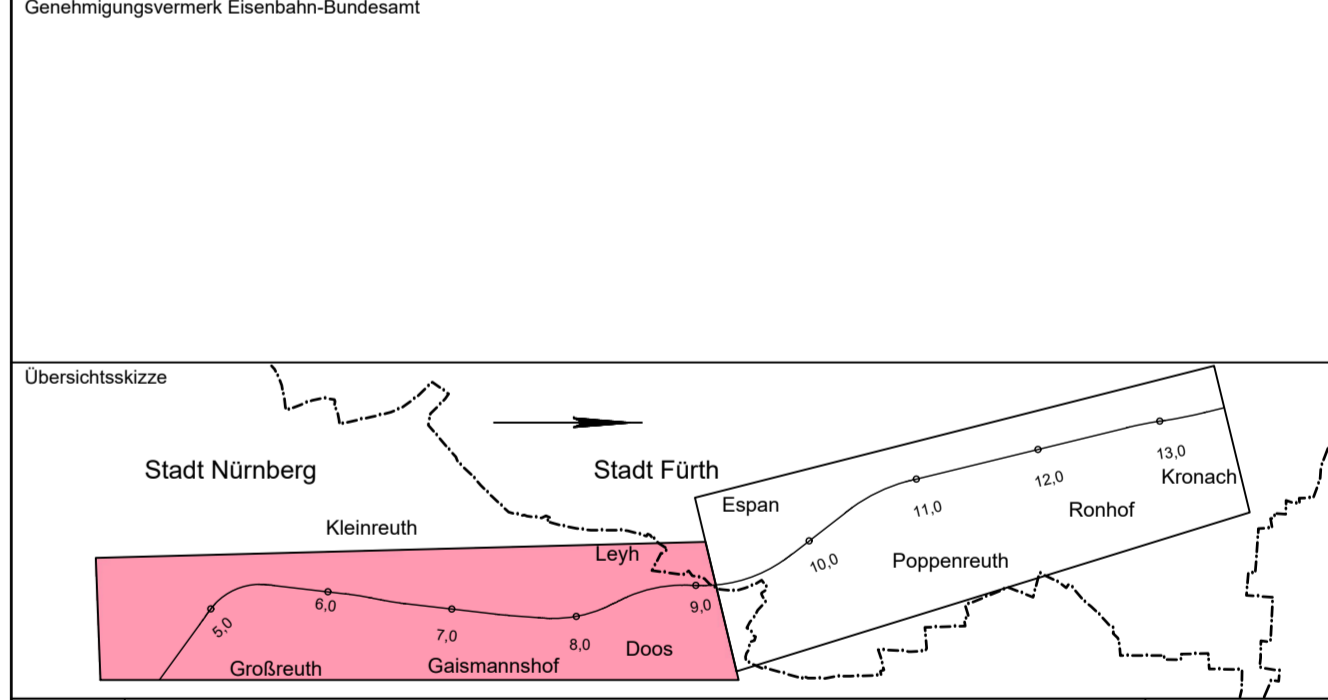 Genehmigungsvermerk Eisenbahn-Bundesamt
Übersichtsskizze
Stadt Nürnberg
Stadt Fürth
Kleinreuth
Leyh
Espan
Kronach
Ronhof
Poppenreuth
5,0
6,0
7,0
8,0
9,0
10,0
11,0
12,0
13,0
Großreuth
Gaismannshof
Doos